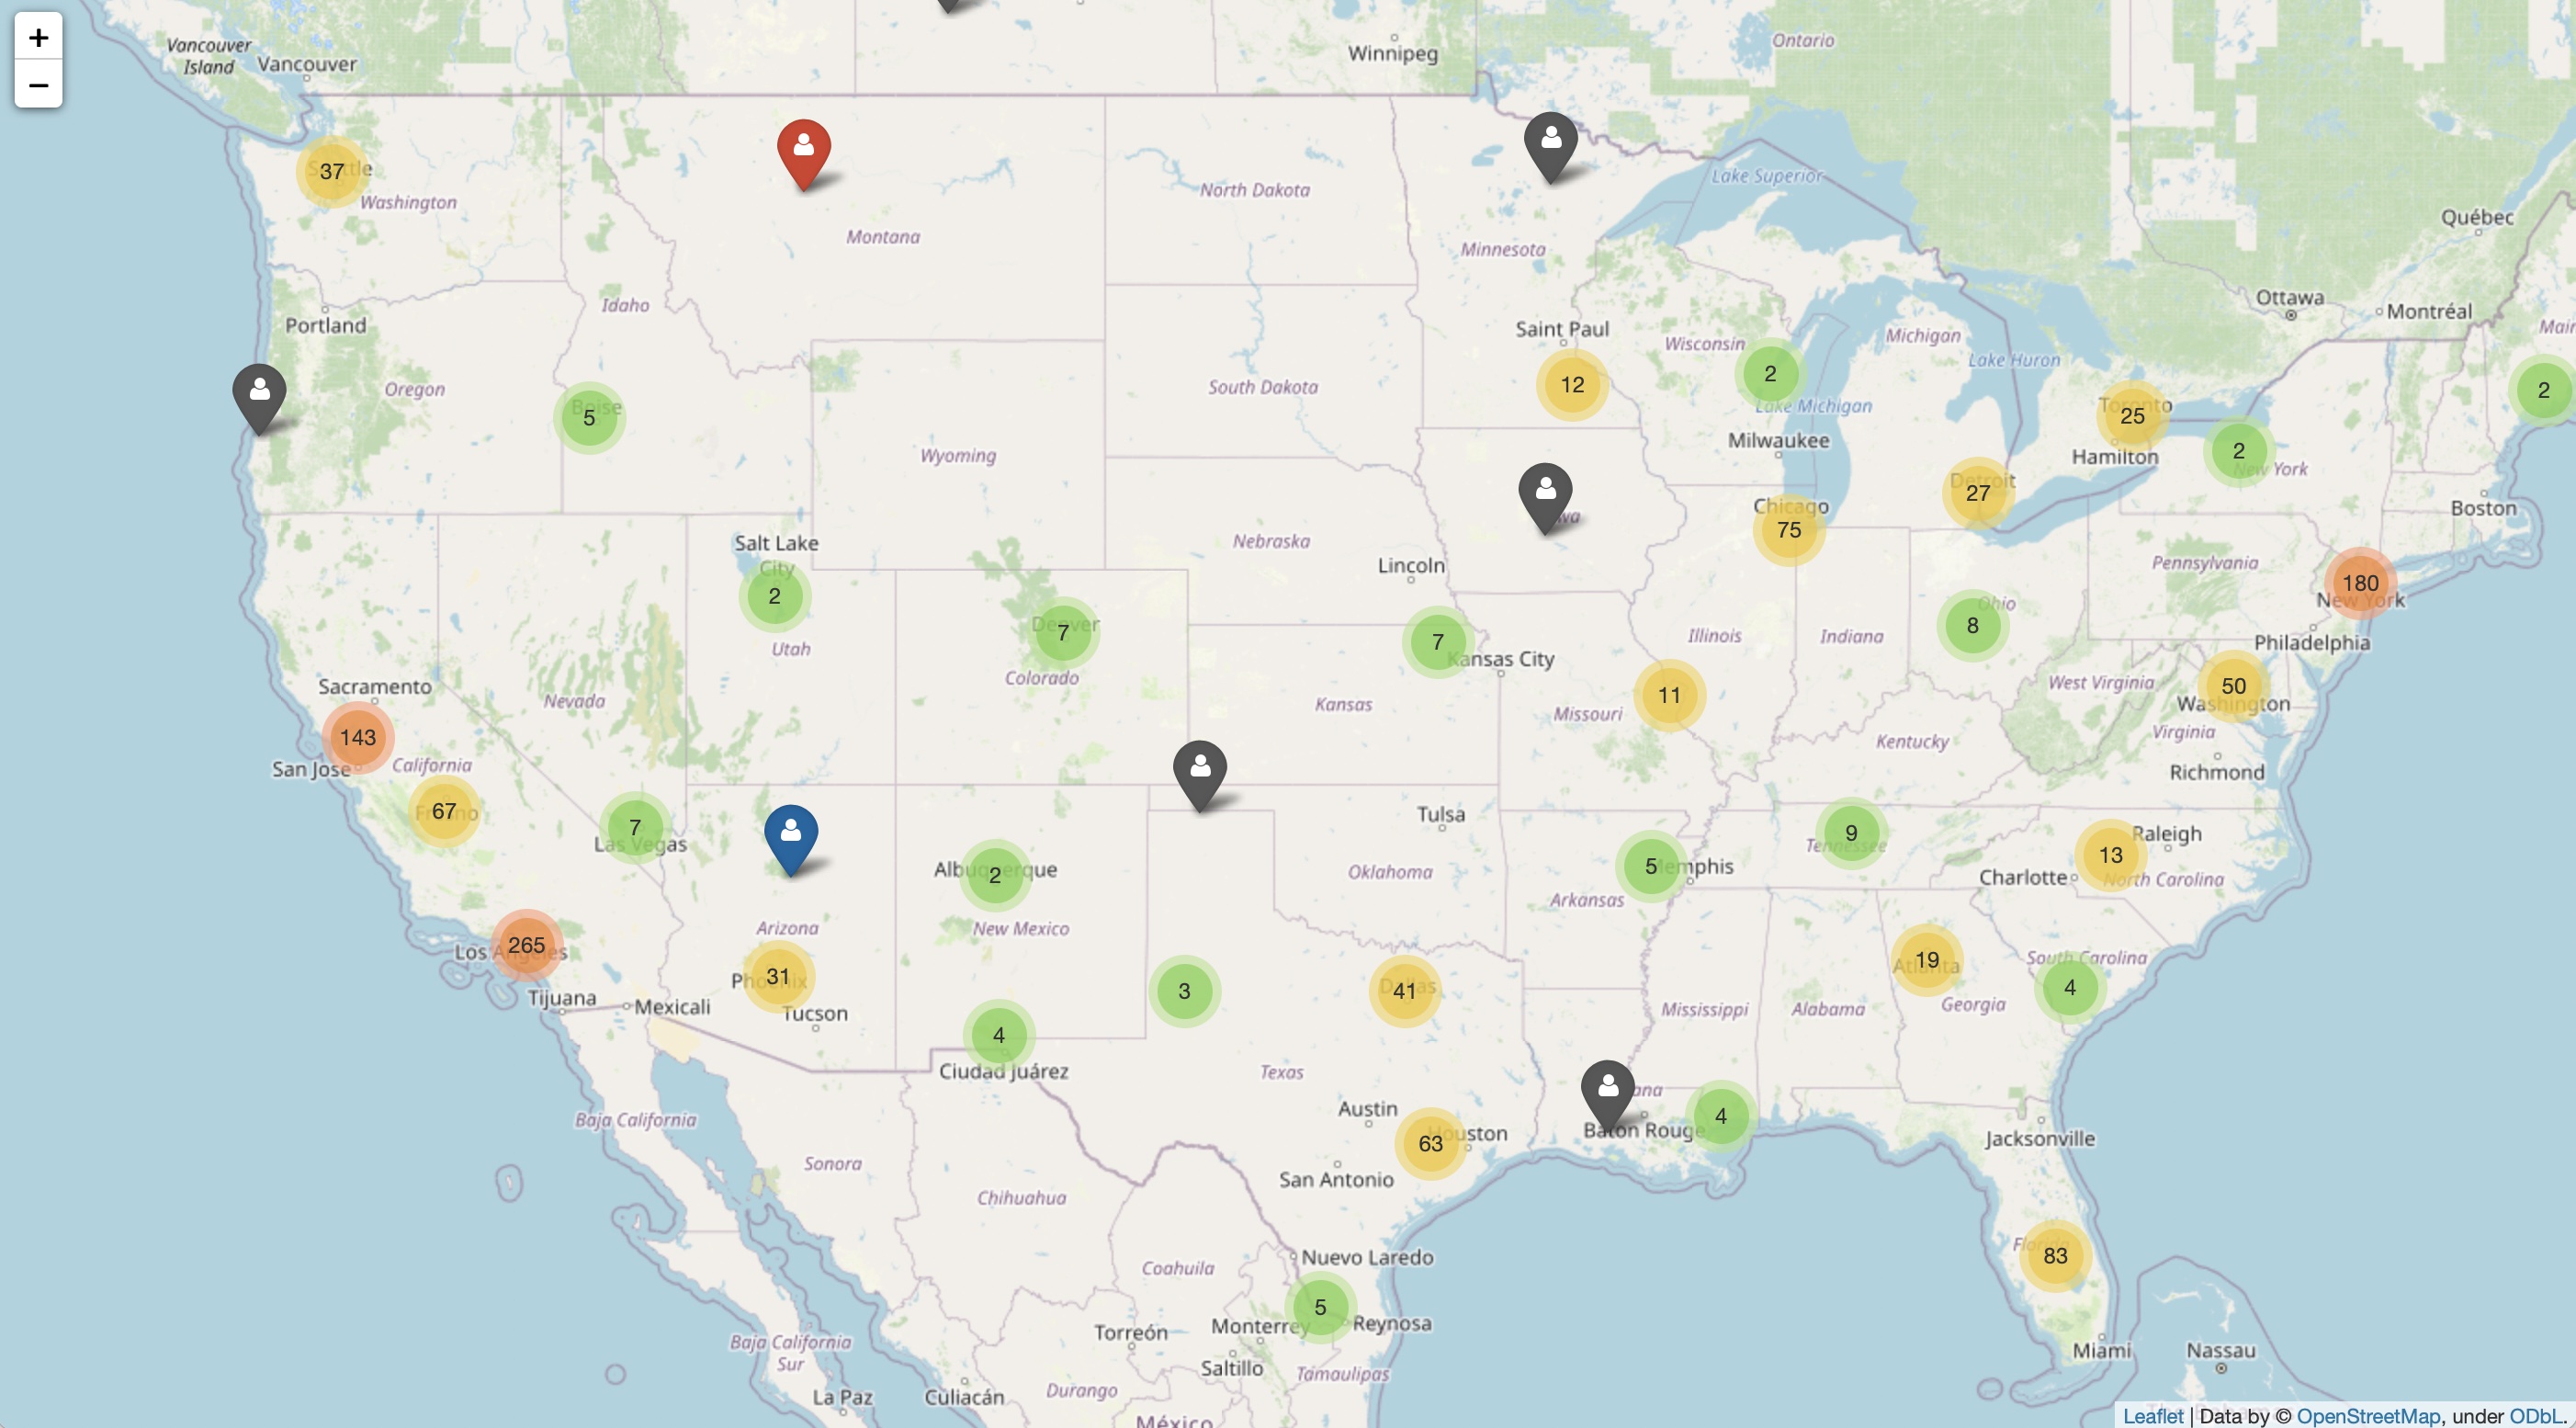 +
−
Vancouver
Island
Vancouver
Winnipeg
Ontario
37
Washington
Montana
North Dakota
Minnesota
Lake Superior
Québec
Idaho
Portland
Oregon
5
Saint Paul
12
Wisconsin
2
Michigan
Lake Huron
Ottawa
Montréal
South Dakota
Lake Michigan
Toronto
25
2
2
Wyoming
Milwaukee
Hamilton
New York
Detroit
27
Chicago
75
Boston
Salt Lake
City
2
Nebraska
Lincoln
Pennsylvania
180
New York
Denver
7
Utah
Colorado
7
Kansas City
Illinois
Indiana
Ohio
8
Philadelphia
Sacramento
Nevada
Kansas
Missouri
11
West Virginia
50
Washington
Virginia
143
San Jose
California
Kentucky
Richmond
67
7
Las Vegas
Tulsa
9
Tennessee
Raleigh
13
Charlotte
North Carolina
Albuquerque
2
Oklahoma
5
Memphis
Arkansas
Arizona
New Mexico
265
Los Angeles
31
Phoenix
Tucson
Tijuana
Mexicali
3
41
Dallas
19
Atlanta
South Carolina
4
Mississippi
Alabama
Georgia
4
Ciudad Juárez
Texas
Austin
63
Houston
San Antonio
Baton Rouge
4
Jacksonville
Baja California
Sonora
Chihuahua
Florida
83
Nuevo Laredo
Coahuila
5
Torreón
Monterrey
Reynosa
Baja California
Sur
Saltillo
Tamaulipas
Miami
Nassau
La Paz
Culiacán
Durango
México
Leaflet | Data by © OpenStreetMap, under ODbL.